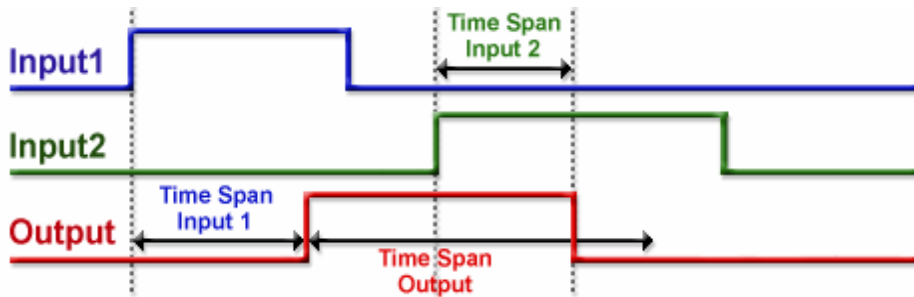 Time Span
Input 2
Input1
Input2
Time Span
Input 1
Output
Time Span
Output